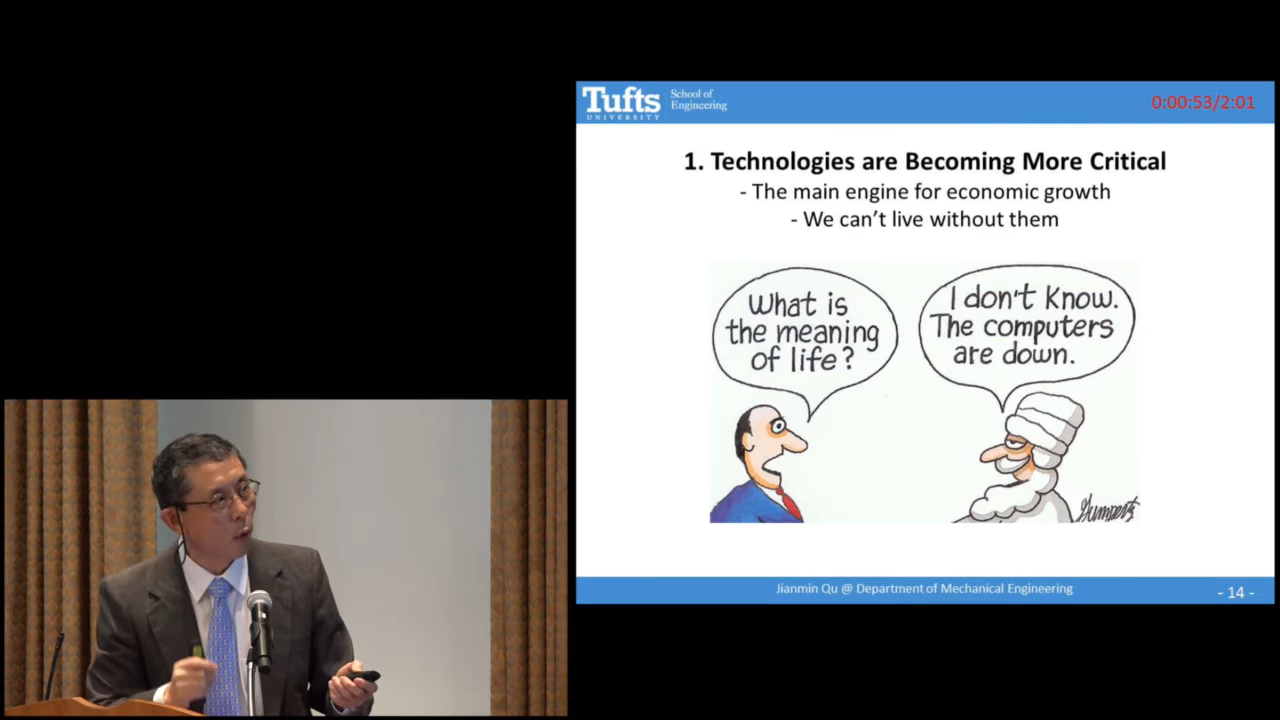 Tufts
UNIVERSITY
School of
Engineering
0:00:53/2:01
1. Technologies are Becoming More Critical
- The main engine for economic growth
- We can't live without them
What is
the meaning
of life?
I don't know.
The computers
are down.
Gumpertz
Jianmin Qu @ Department of Mechanical Engineering
- 14 -